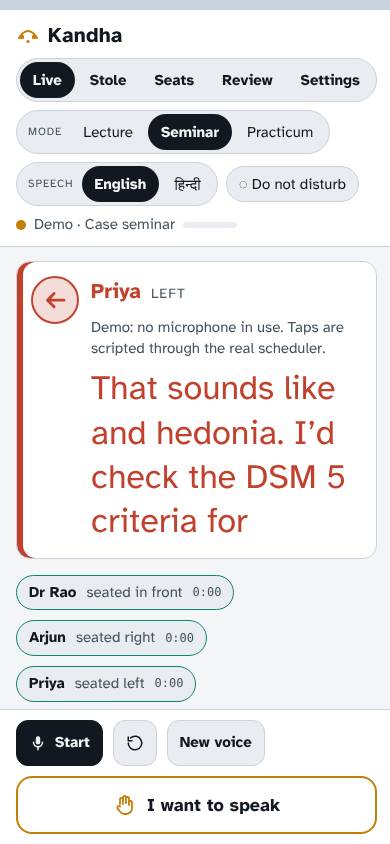 Kandha
Live Stole Seats Review Settings
MODE Lecture Seminar Practicum
SPEECH English हिन्दी Do not disturb
Demo · Case seminar
Priya LEFT
Demo: no microphone in use. Taps are
scripted through the real scheduler.
That sounds like
and hedonia. I’d
check the DSM 5
criteria for
Dr Rao seated in front 0:00
Arjun seated right 0:00
Priya seated left 0:00
Start New voice
I want to speak